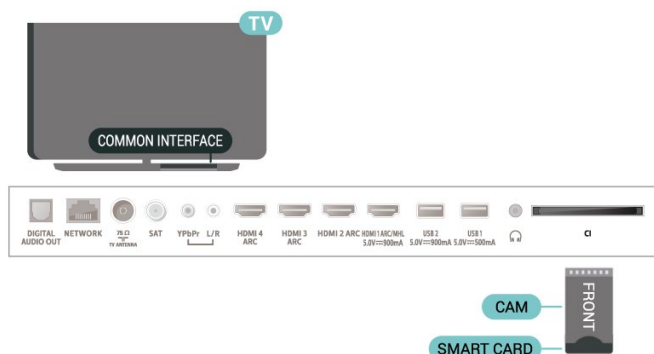 TV
COMMON INTERFACE
DIGITAL AUDIO OUT
NETWORK
75 Ω
TV ANTENNA
SAT
YPbPr
L/R
HDMI 4 ARC
HDMI 3 ARC
HDMI 2 ARC
HDMI 1 ARC/MHL
5.0V⎓900mA
USB 2
5.0V⎓900mA
USB 1
5.0V⎓500mA
CI
FRONT
CAM
SMART CARD